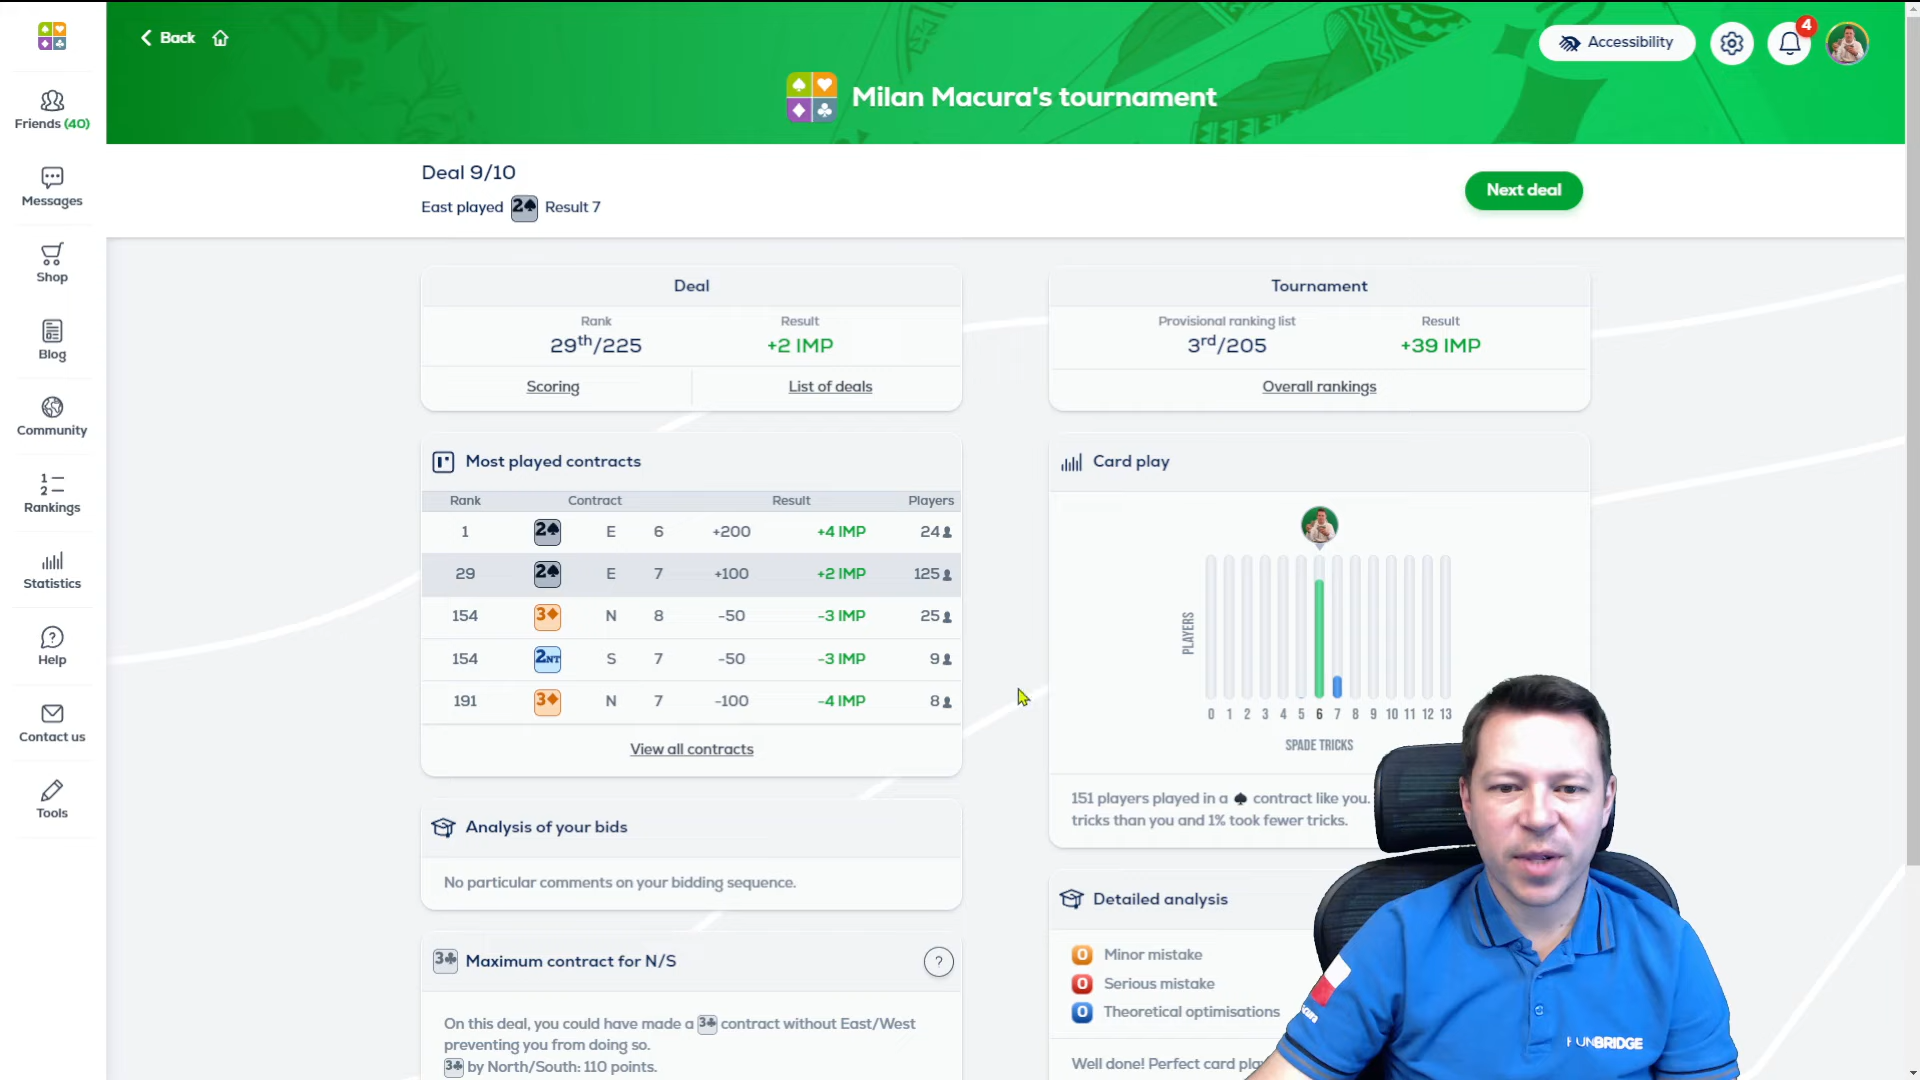 Back
Accessibility
4
Milan Macura's tournament
Friends (40)
Messages
Shop
Blog
Community
1
2
Rankings
Statistics
Help
Contact us
Tools
Deal 9/10
East played 2♠ Result 7
Next deal
Deal
Rank Result
29th/225 +2 IMP
Scoring List of deals
Tournament
Provisional ranking list Result
3rd/205 +39 IMP
Overall rankings
Most played contracts
Rank Contract Result Players
1 2♠ E 6 +200 +4 IMP 24
29 2♠ E 7 +100 +2 IMP 125
154 3♦ N 8 -50 -3 IMP 25
154 2NT S 7 -50 -3 IMP 9
191 3♦ N 7 -100 -4 IMP 8
View all contracts
Card play
PLAYERS
0 1 2 3 4 5 6 7 8 9 10 11 12 13
SPADE TRICKS
151 players played in a ♠ contract like you.
tricks than you and 1% took fewer tricks.
Analysis of your bids
No particular comments on your bidding sequence.
3♣ Maximum contract for N/S ?
On this deal, you could have made a 3♣ contract without East/West
preventing you from doing so.
3♣ by North/South: 110 points.
Detailed analysis
0 Minor mistake
0 Serious mistake
0 Theoretical optimisations
Well done! Perfect card pla
FUNBRIDGE